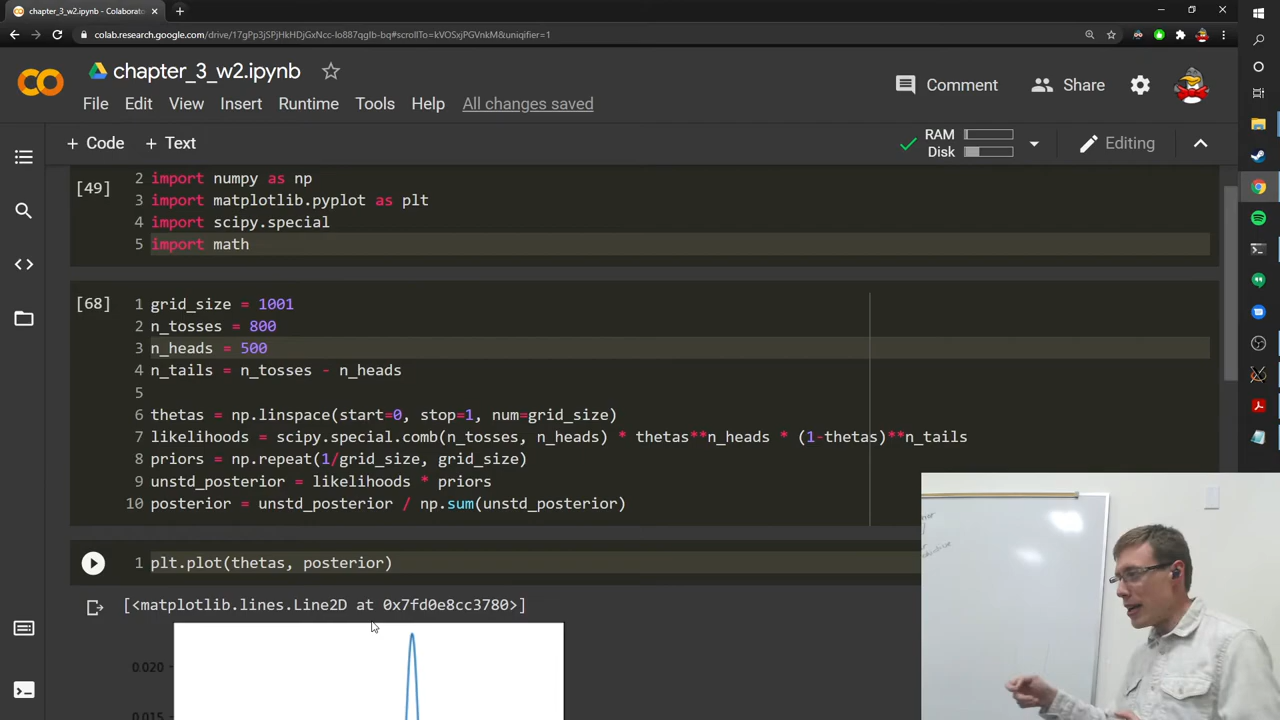 chapter_3_w2.ipynb - Colaborato
colab.research.google.com/drive/17gPp3jSPjHkHDjGxNcc-lo887qgIb-bq#scrollTo=kVOSxjPGVnkM&uniqifier=1
chapter_3_w2.ipynb
Comment
Share
File Edit View Insert Runtime Tools Help All changes saved
+ Code + Text
RAM
Disk
Editing
[49]
2 import numpy as np
3 import matplotlib.pyplot as plt
4 import scipy.special
5 import math
[68]
1 grid_size = 1001
2 n_tosses = 800
3 n_heads = 500
4 n_tails = n_tosses - n_heads
5
6 thetas = np.linspace(start=0, stop=1, num=grid_size)
7 likelihoods = scipy.special.comb(n_tosses, n_heads) * thetas**n_heads * (1-thetas)**n_tails
8 priors = np.repeat(1/grid_size, grid_size)
9 unstd_posterior = likelihoods * priors
10 posterior = unstd_posterior / np.sum(unstd_posterior)
1 plt.plot(thetas, posterior)
[<matplotlib.lines.Line2D at 0x7fd0e8cc3780>]
0.020
0.015